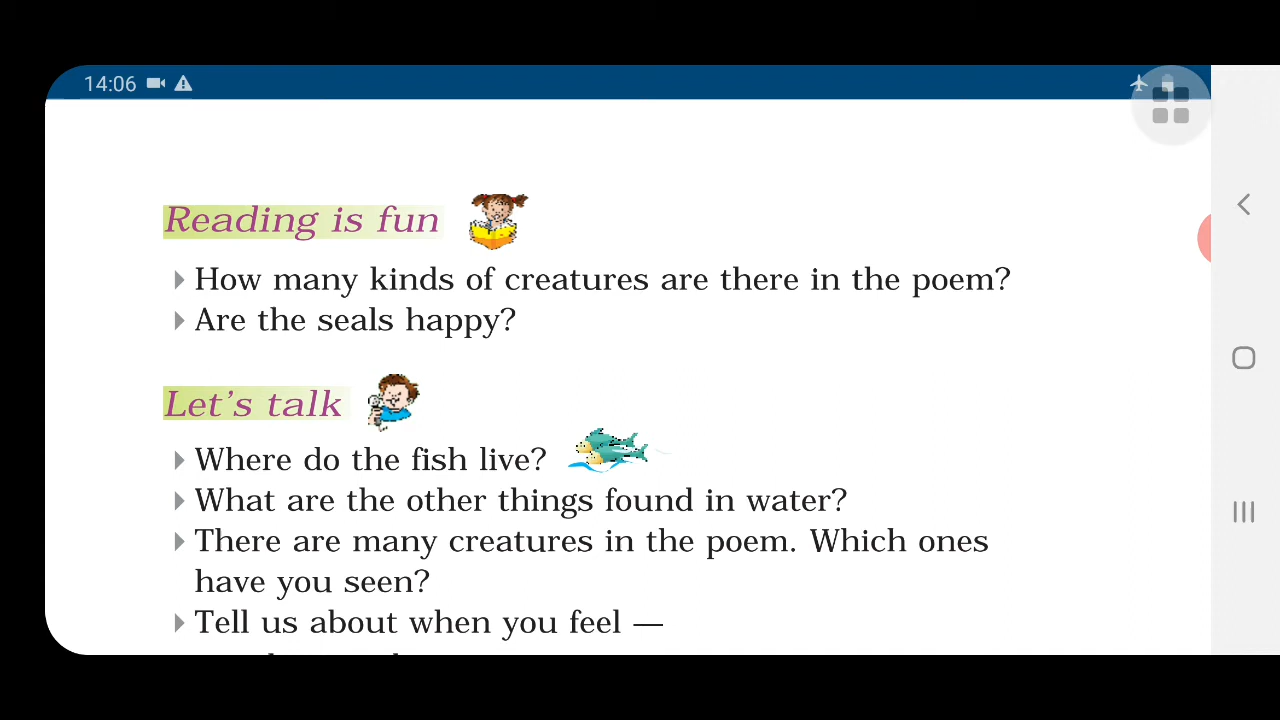 14:06
Reading is fun
How many kinds of creatures are there in the poem?
Are the seals happy?
Let's talk
Where do the fish live?
What are the other things found in water?
There are many creatures in the poem. Which ones
have you seen?
Tell us about when you feel —